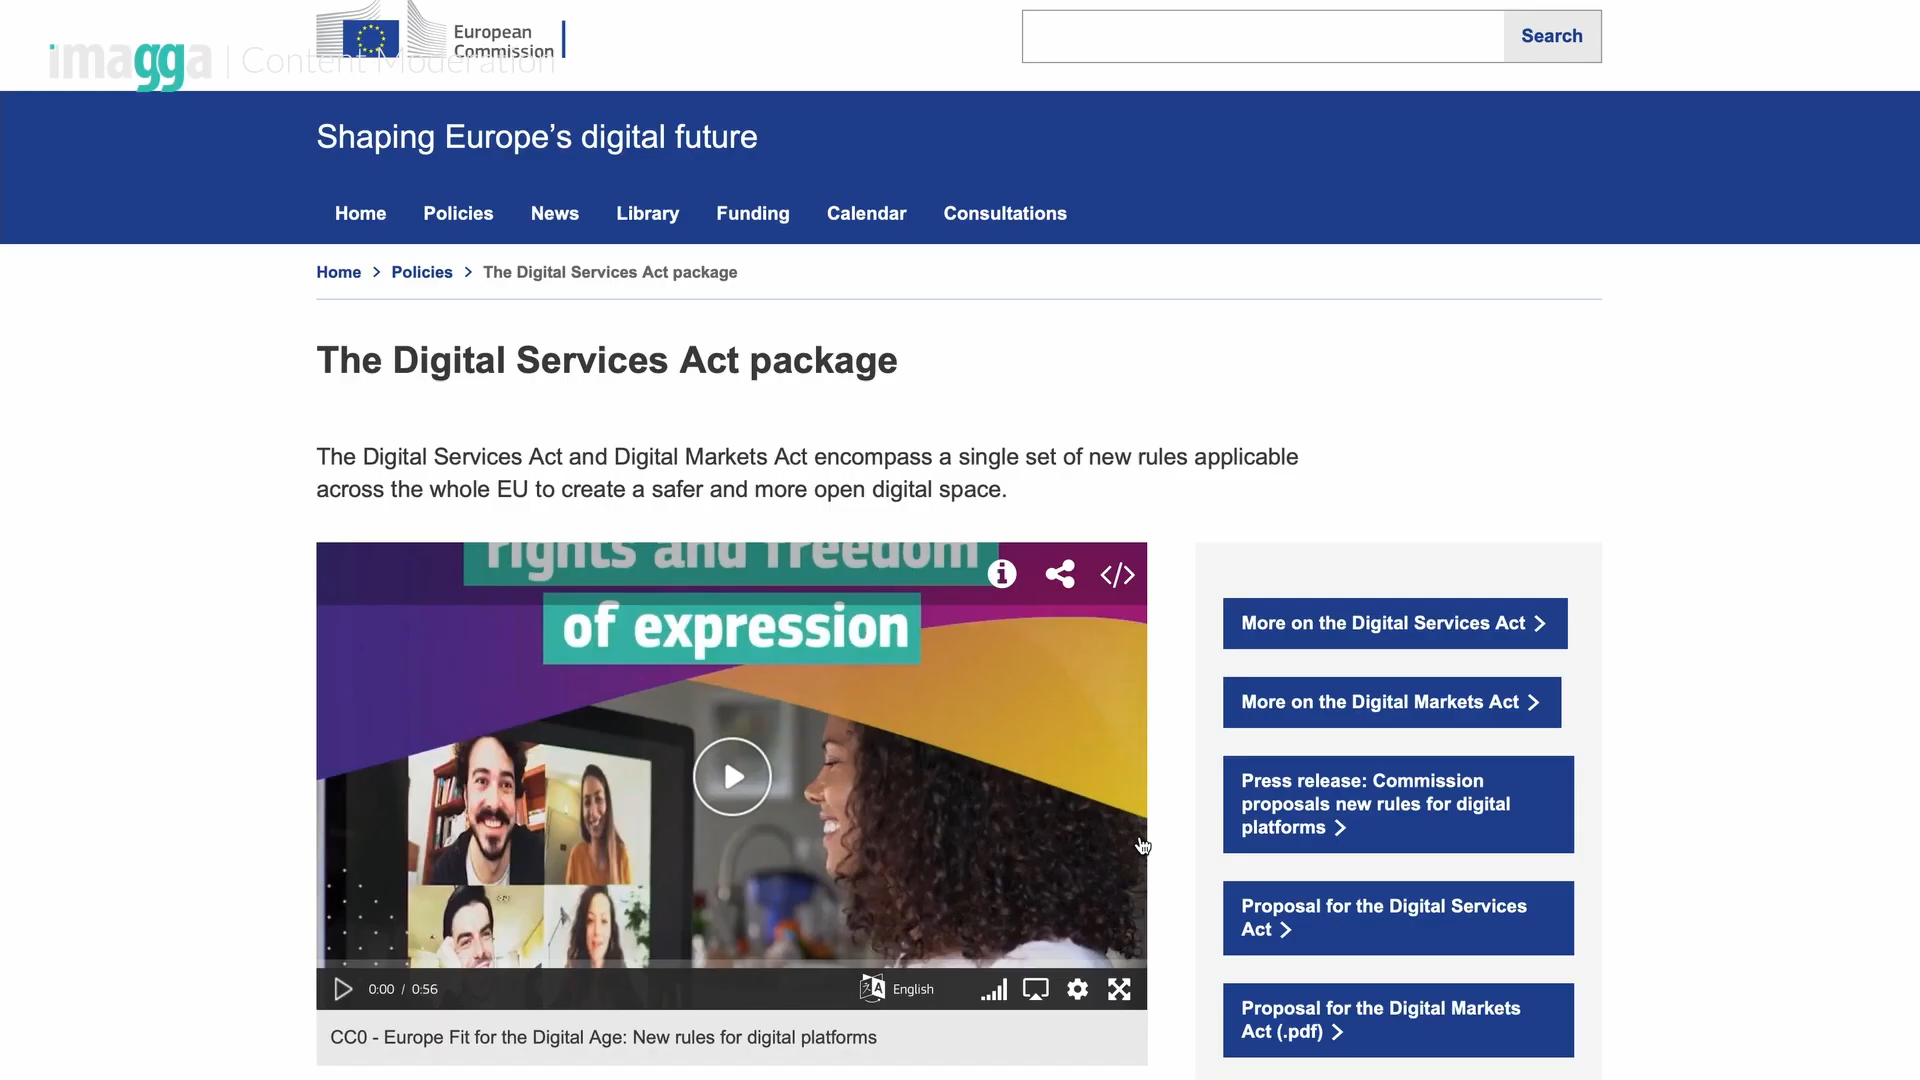 imagga | Content Moderation
European
Commission
Search
Shaping Europe’s digital future
Home Policies News Library Funding Calendar Consultations
Home > Policies > The Digital Services Act package
The Digital Services Act package
The Digital Services Act and Digital Markets Act encompass a single set of new rules applicable
across the whole EU to create a safer and more open digital space.
rights and freedom
of expression
0:00 / 0:56
English
CC0 - Europe Fit for the Digital Age: New rules for digital platforms
More on the Digital Services Act >
More on the Digital Markets Act >
Press release: Commission
proposals new rules for digital
platforms >
Proposal for the Digital Services
Act >
Proposal for the Digital Markets
Act (.pdf) >